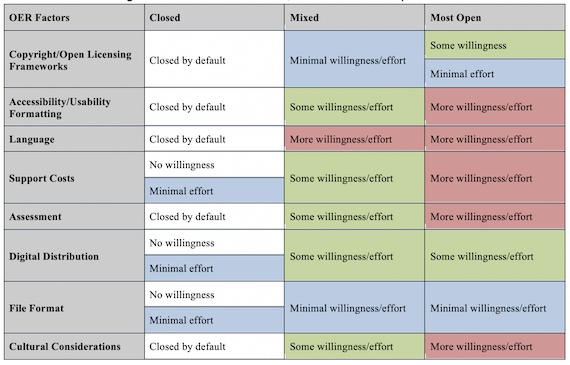 OER Factors Closed Mixed Most Open
Copyright/Open Licensing
Frameworks
Closed by default
Minimal willingness/effort
Some willingness
Minimal effort
Accessibility/Usability
Formatting
Closed by default
Some willingness/effort
More willingness/effort
Language Closed by default More willingness/effort More willingness/effort
Support Costs
No willingness
Minimal effort
Some willingness/effort
More willingness/effort
Assessment Closed by default Some willingness/effort More willingness/effort
Digital Distribution
No willingness
Minimal effort
Some willingness/effort
Some willingness/effort
File Format
No willingness
Minimal effort
Minimal willingness/effort
Minimal willingness/effort
Cultural Considerations Closed by default Some willingness/effort More willingness/effort